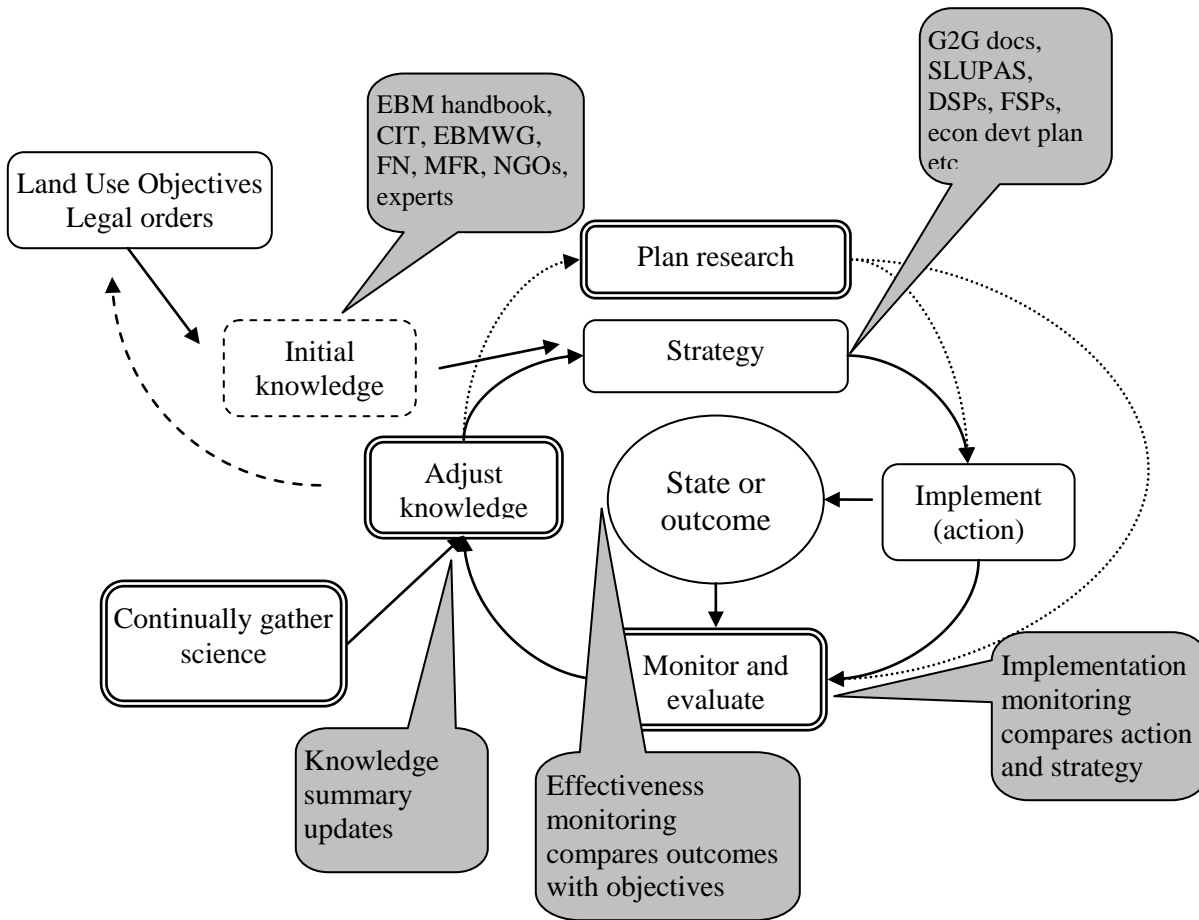 G2G docs,
SLUPAS,
DSPs, FSPs,
econ devt plan
etc
EBM handbook,
CIT, EBMWG,
FN, MFR, NGOs,
experts
Land Use Objectives
Legal orders
Plan research
Initial
knowledge
Strategy
Adjust
knowledge
State or
outcome
Implement
(action)
Continually gather
science
Monitor and
evaluate
Implementation
monitoring
compares action
and strategy
Knowledge
summary
updates
Effectiveness
monitoring
compares outcomes
with objectives